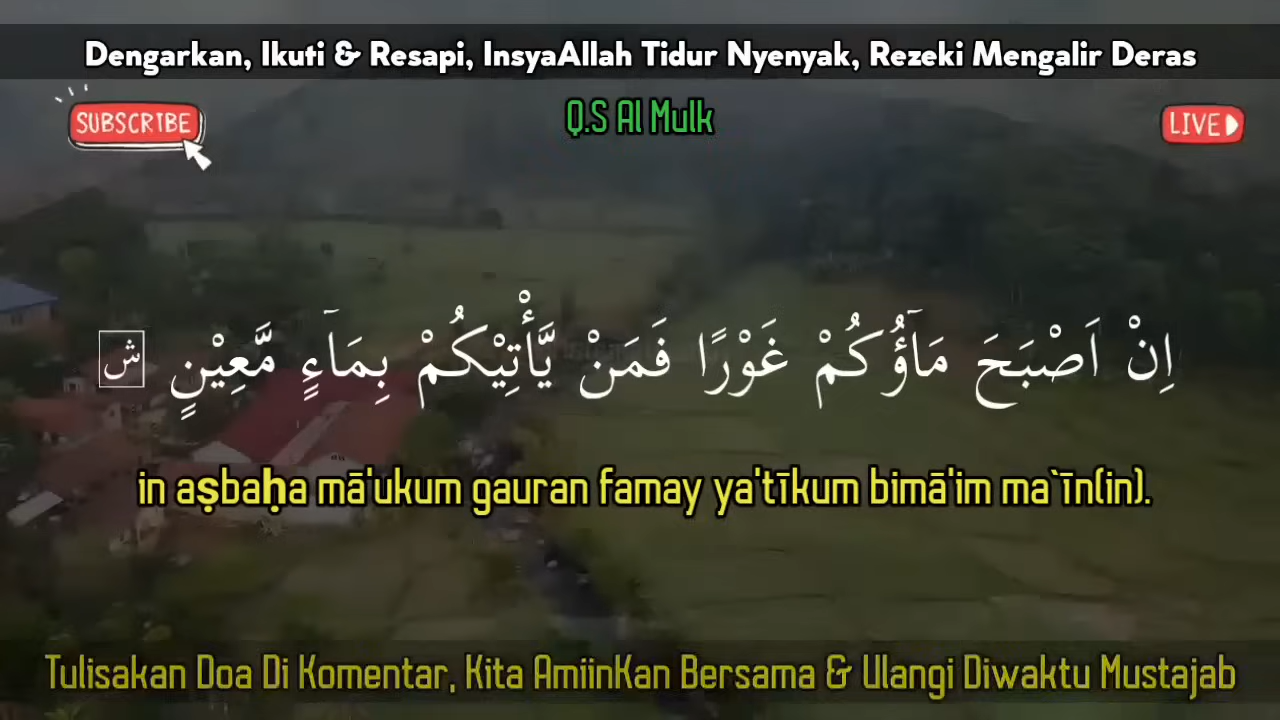 Dengarkan, Ikuti & Resapi, InsyaAllah Tidur Nyenyak, Rezeki Mengalir Deras
SUBSCRIBE
Q.S Al Mulk
LIVE
اِنْ اَصْبَحَ مَاۤؤُكُمْ غَوْرًا فَمَنْ يَّأْتِيْكُمْ بِمَاۤءٍ مَّعِيْنٍ ش
in aṣbaḥa mā'ukum gauran famay ya'tīkum bimā'im ma`īn(in).
Tulisakan Doa Di Komentar, Kita AmiinKan Bersama & Ulangi Diwaktu Mustajab